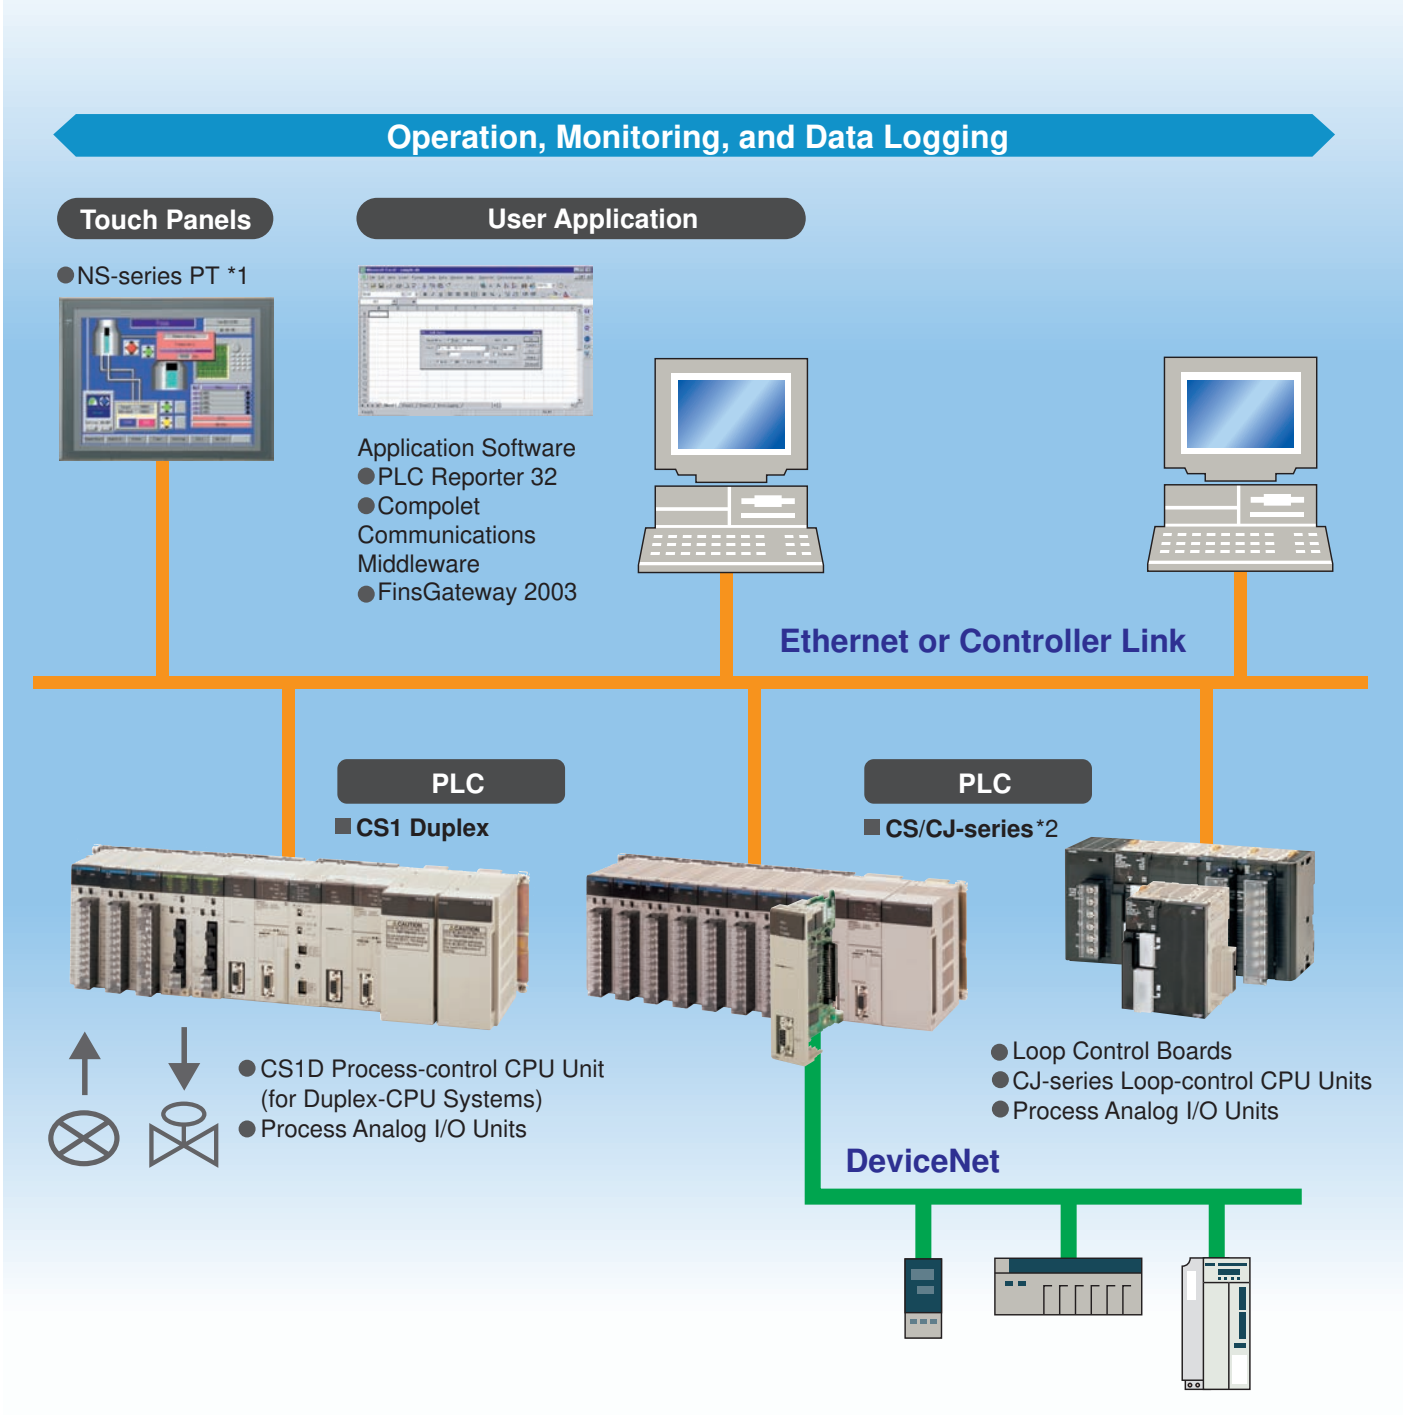 Operation, Monitoring, and Data Logging
Touch Panels
User Application
●NS-series PT *1
Application Software
●PLC Reporter 32
●Compolet
Communications
Middleware
●FinsGateway 2003
Ethernet or Controller Link
PLC
■ CS1 Duplex
PLC
■ CS/CJ-series*2
CAUTION
CAUTION
●CS1D Process-control CPU Unit
(for Duplex-CPU Systems)
●Process Analog I/O Units
●Loop Control Boards
●CJ-series Loop-control CPU Units
●Process Analog I/O Units
DeviceNet